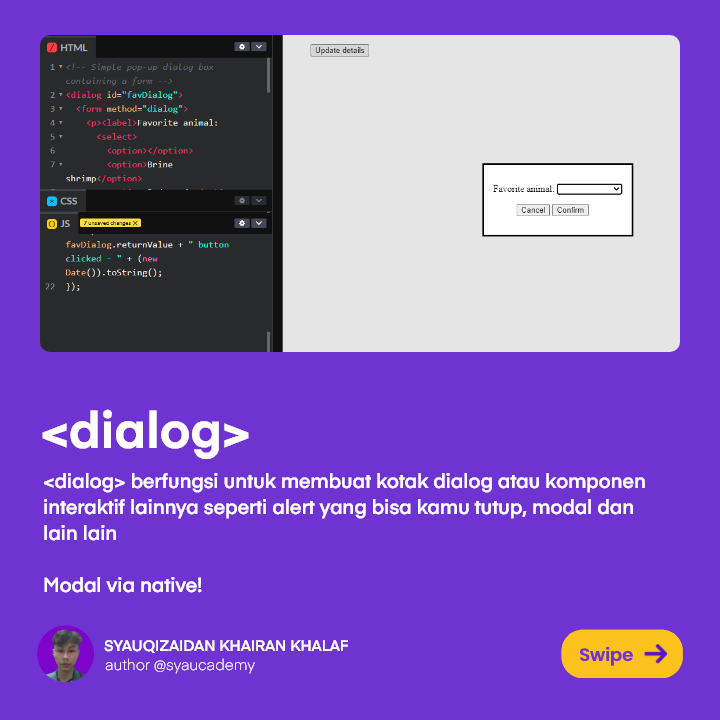 HTML
1 <!-- Simple pop-up dialog box
containing a form -->
2 <dialog id="favDialog">
3 <form method="dialog">
4 <p><label>Favorite animal:
5 <select>
6 <option></option>
7 <option>Brine
shrimp</option>
CSS
JS
7 unsaved changes X
favDialog.returnValue + " button
clicked - " + (new
Date()).toString();
22 });
Update details
Favorite animal:
Cancel Confirm
<dialog>
<dialog> berfungsi untuk membuat kotak dialog atau komponen
interaktif lainnya seperti alert yang bisa kamu tutup, modal dan
lain lain
Modal via native!
SYAUQIZAIDAN KHAIRAN KHALAF
author @syaucademy
Swipe